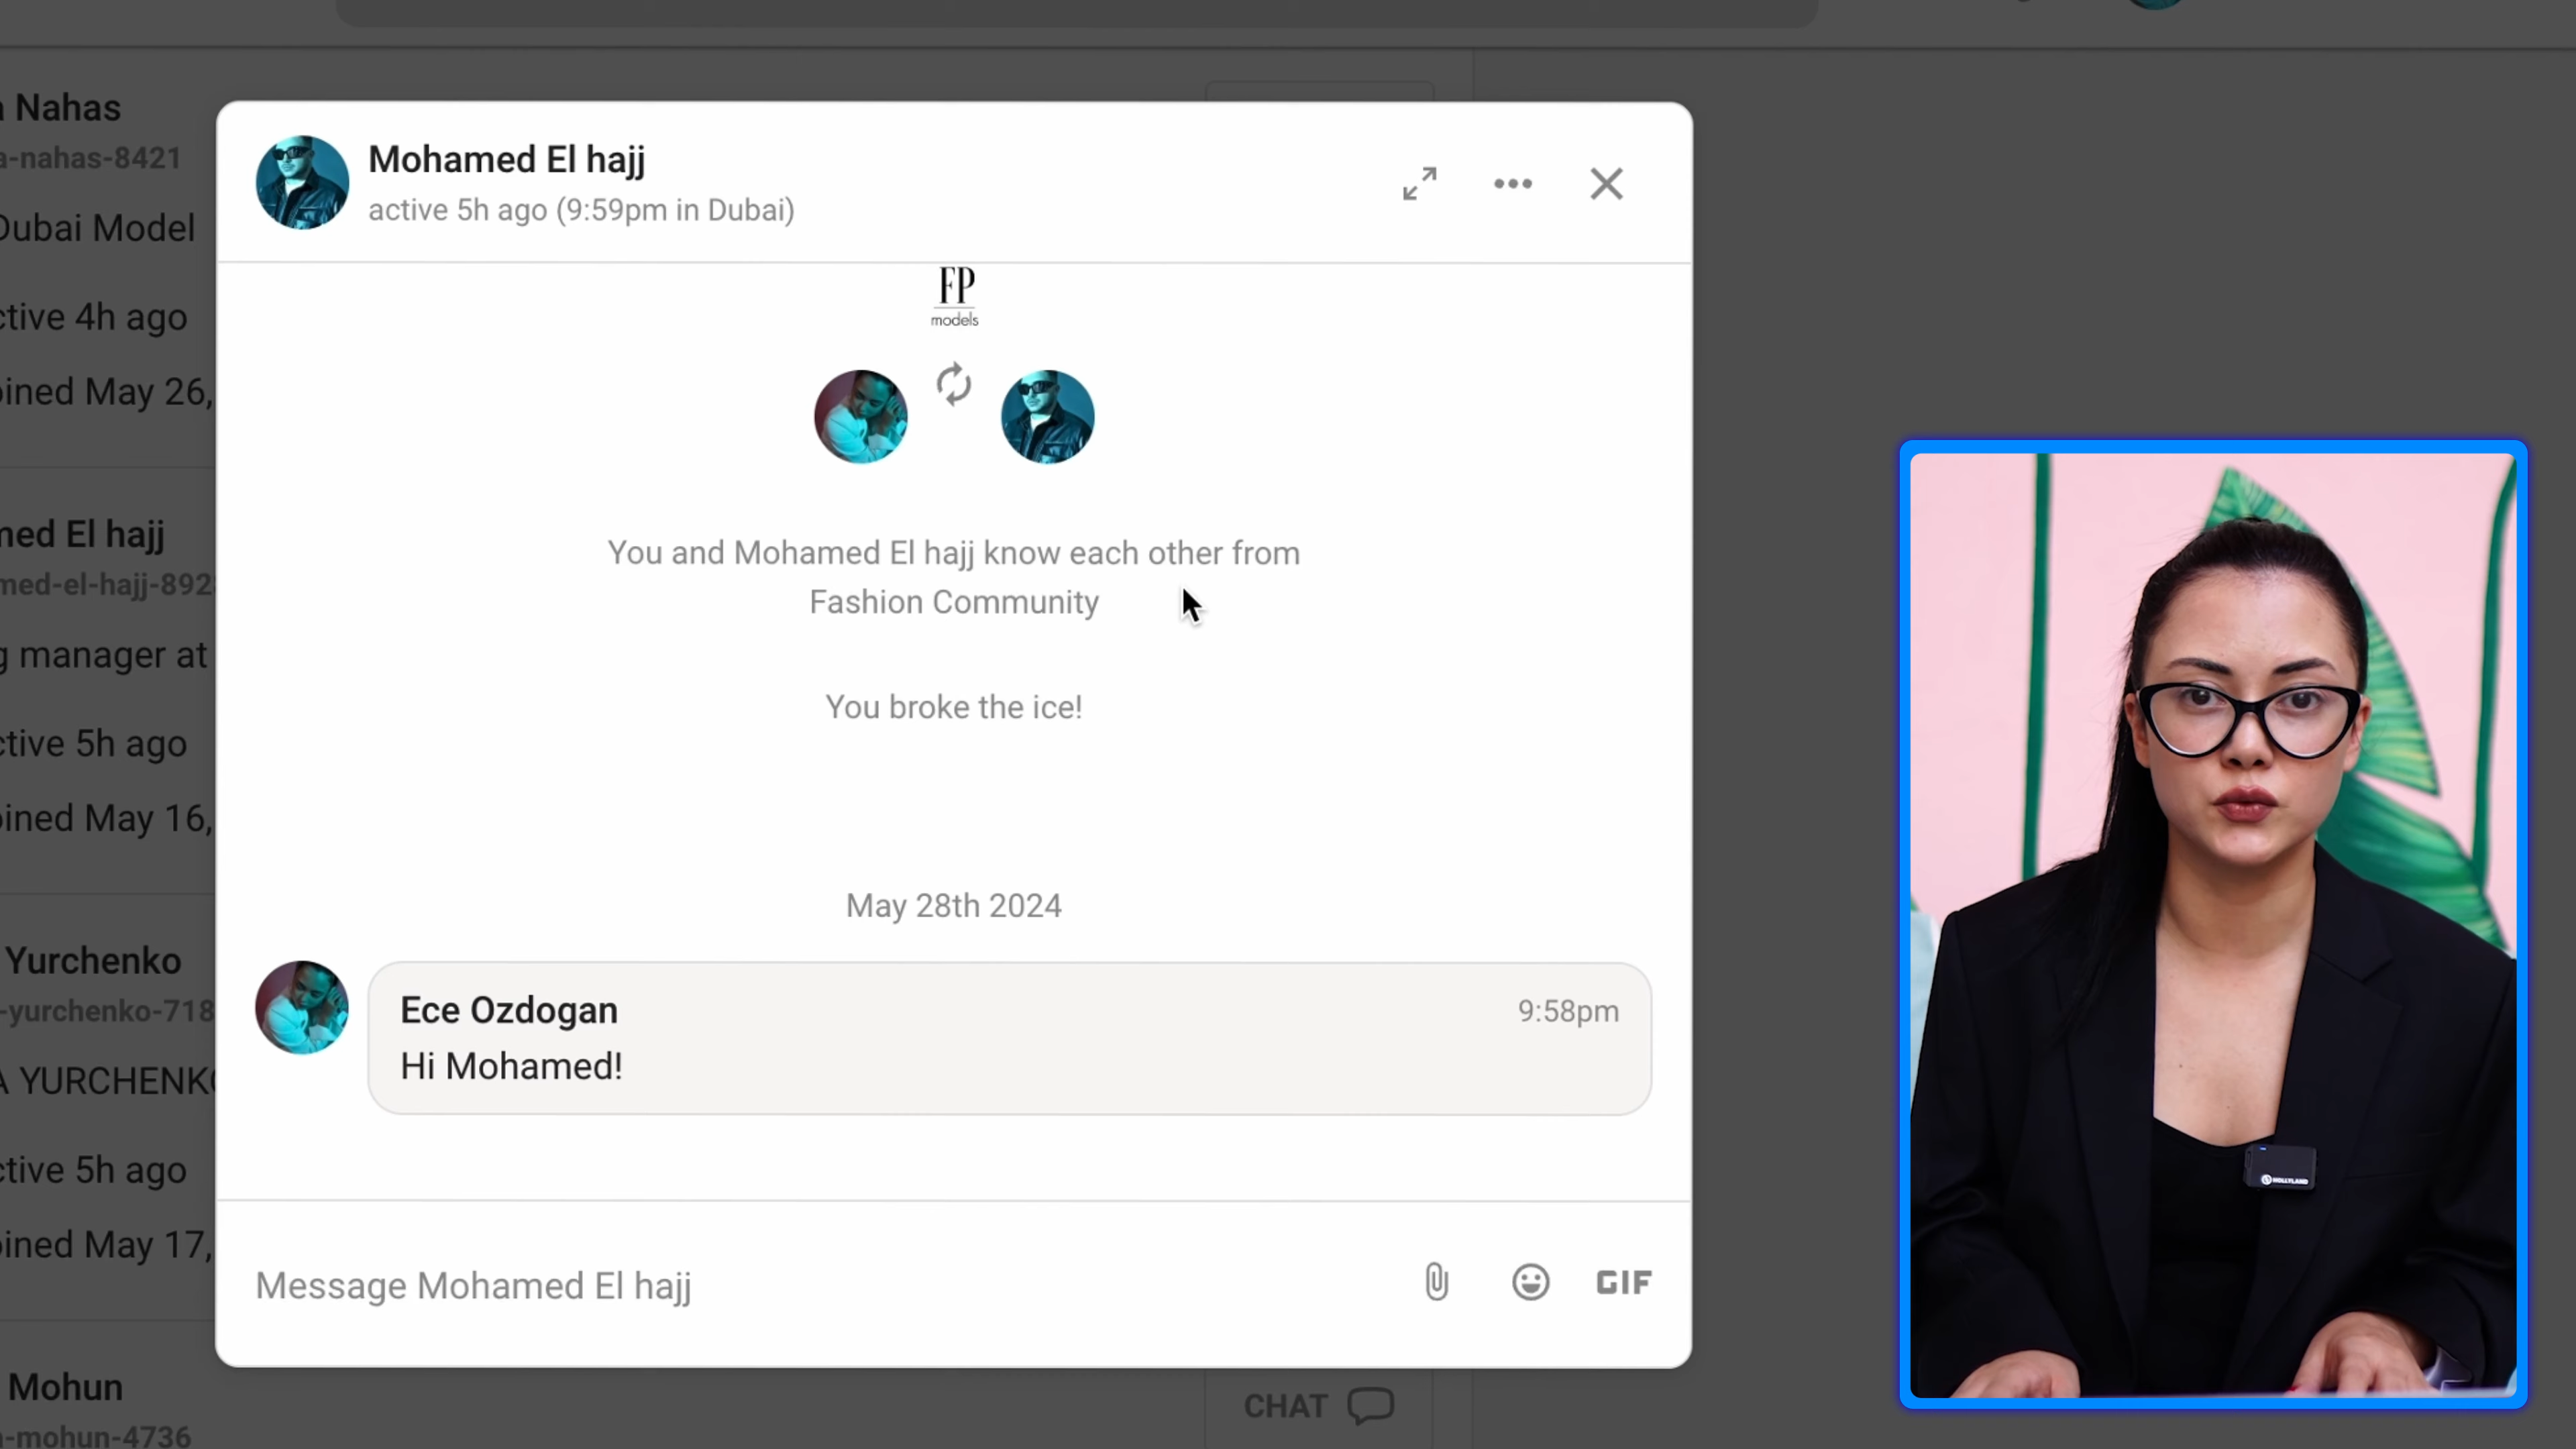 Nahas
a-nahas-8421
Dubai Model
ctive 4h ago
oined May 26,
med El hajj
med-el-hajj-892
g manager at
ctive 5h ago
oined May 16,
Yurchenko
-yurchenko-718
A YURCHENKO
ctive 5h ago
oined May 17,
Mohun
-mohun-4736
Mohamed El hajj
active 5h ago (9:59pm in Dubai)
FP
models
You and Mohamed El hajj know each other from
Fashion Community
You broke the ice!
May 28th 2024
Ece Ozdogan
9:58pm
Hi Mohamed!
Message Mohamed El hajj
GIF
CHAT
HOLLYLAND